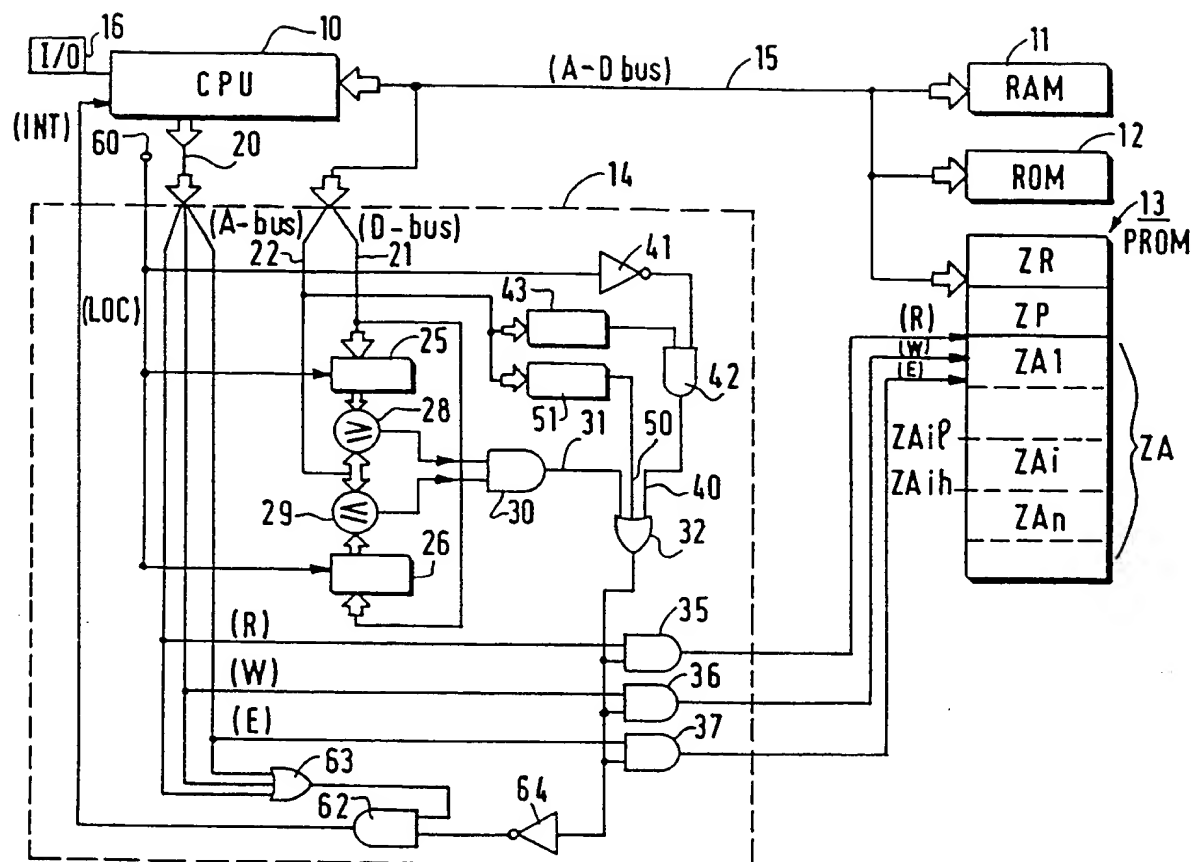 16
10
11
I/O
CPU
(A-D bus)
15
RAM
(INT)
60
20
12
ROM
14
13
PROM
(A-bus)
(D-bus)
22
21
41
ZR
(LOC)
43
ZP
(R)
(W)
(E)
25
42
ZA1
51
28
50
31
ZAiℓ
ZAi
ZA
ZAih
40
29
30
32
ZAn
26
(R)
35
(W)
36
(E)
37
63
64
62